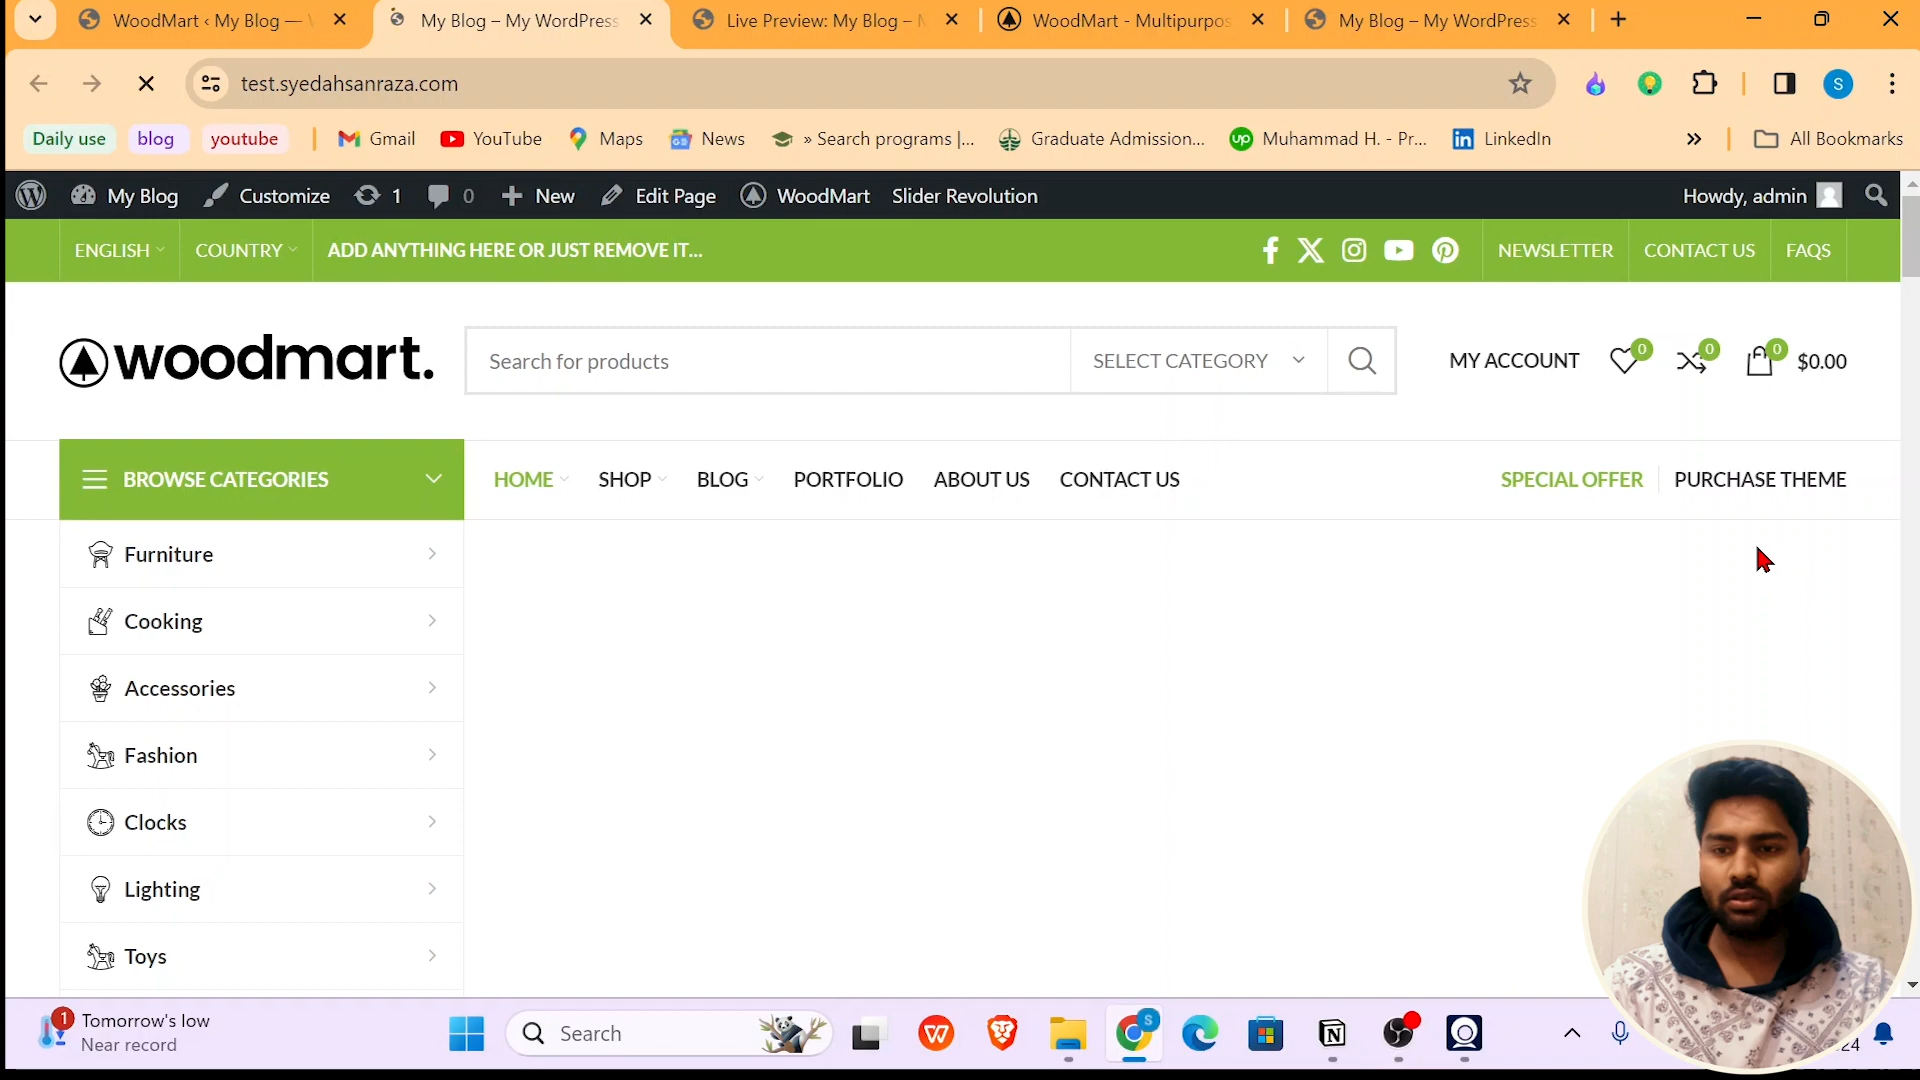 WoodMart ‹ My Blog —
My Blog – My WordPress
Live Preview: My Blog –
WoodMart - Multipurpos
My Blog – My WordPress
test.syedahsanraza.com
S
Daily use
blog
youtube
Gmail
YouTube
Maps
News
» Search programs |...
Graduate Admission...
up
Muhammad H. - Pr...
in
LinkedIn
All Bookmarks
My Blog
Customize
1
0
New
Edit Page
WoodMart
Slider Revolution
Howdy, admin
ENGLISH
COUNTRY
ADD ANYTHING HERE OR JUST REMOVE IT…
NEWSLETTER
CONTACT US
FAQS
woodmart.
Search for products
SELECT CATEGORY
MY ACCOUNT
0
0
0
$0.00
BROWSE CATEGORIES
HOME
SHOP
BLOG
PORTFOLIO
ABOUT US
CONTACT US
SPECIAL OFFER
PURCHASE THEME
Furniture
Cooking
Accessories
Fashion
Clocks
Lighting
Toys
1
Tomorrow's low
Near record
Search
S
24